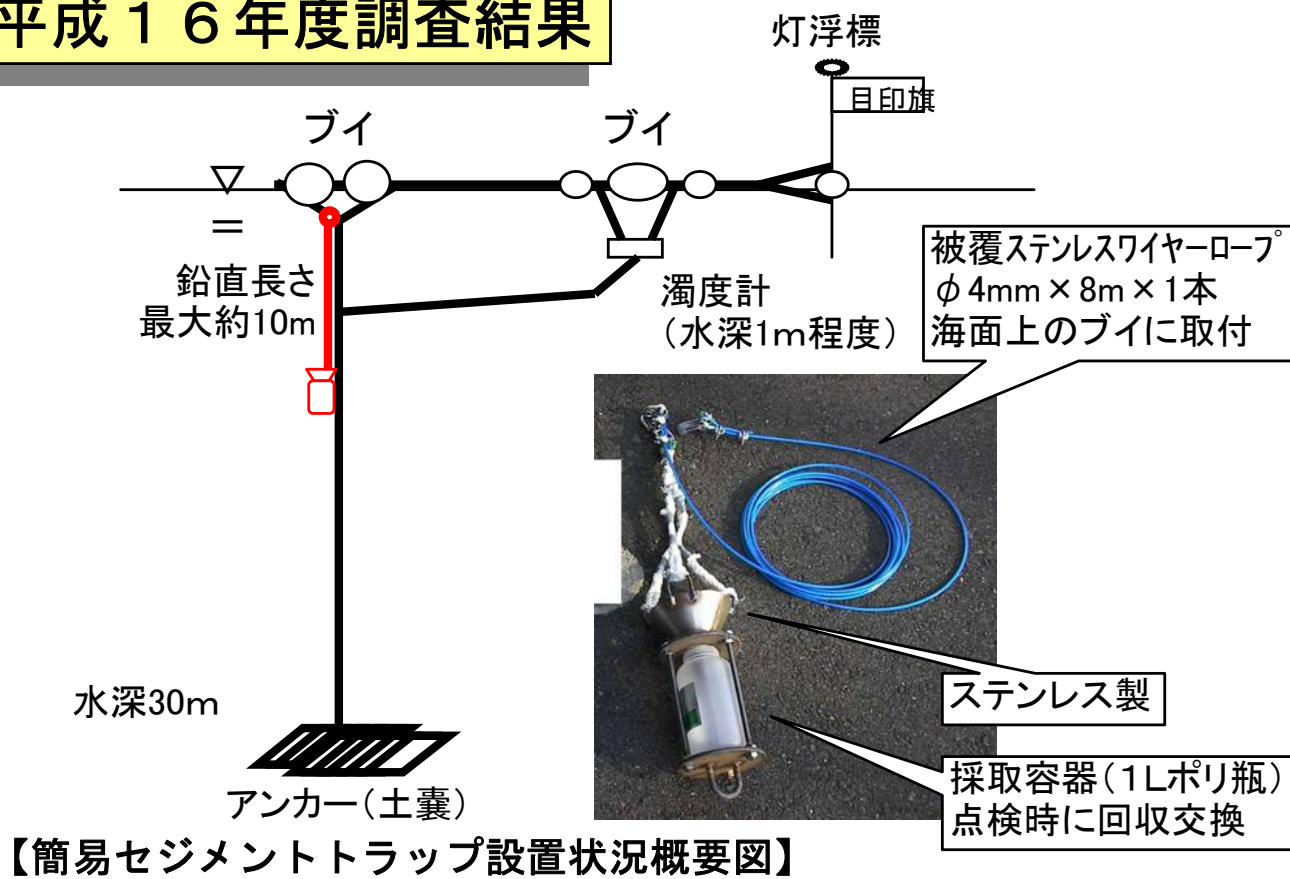 平成１６年度調査結果
灯浮標
目印旗
ブイ
ブイ
鉛直長さ
最大約10m
濁度計
（水深1m程度）
被覆ステンレスワイヤーロープ
φ4mm×8m×1本
海面上のブイに取付
ステンレス製
水深30m
採取容器（１Lポリ瓶）
点検時に回収交換
アンカー（土嚢）
【簡易セジメントトラップ設置状況概要図】